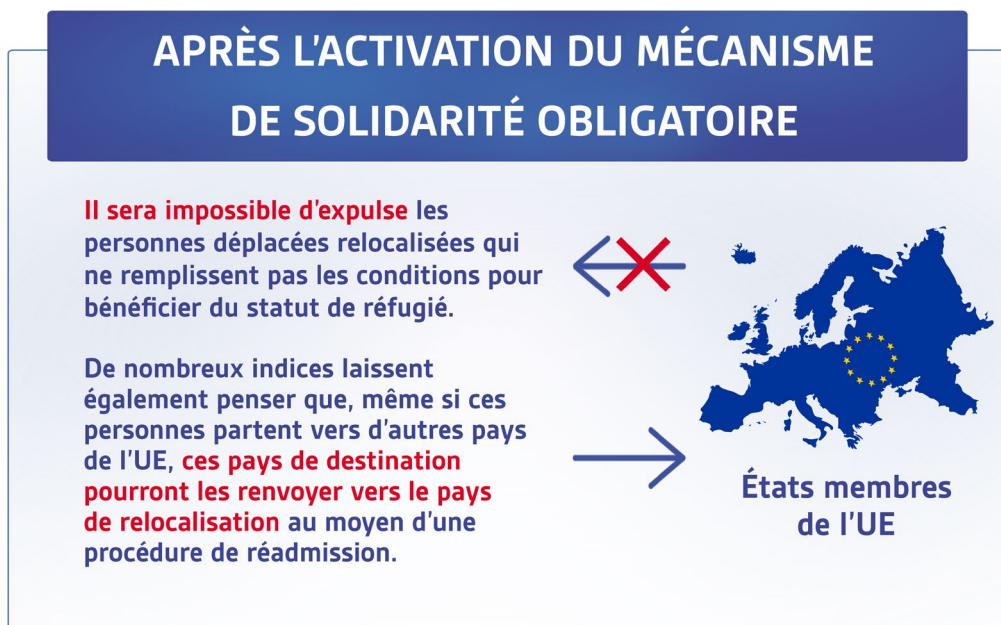 APRÈS L'ACTIVATION DU MÉCANISME
DE SOLIDARITÉ OBLIGATOIRE
Il sera impossible d'expulse les
personnes déplacées relocalisées qui
ne remplissent pas les conditions pour
bénéficier du statut de réfugié.
De nombreux indices laissent
également penser que, même si ces
personnes partent vers d'autres pays
de l'UE, ces pays de destination
pourront les renvoyer vers le pays
de relocalisation au moyen d'une
procédure de réadmission.
États membres
de l'UE